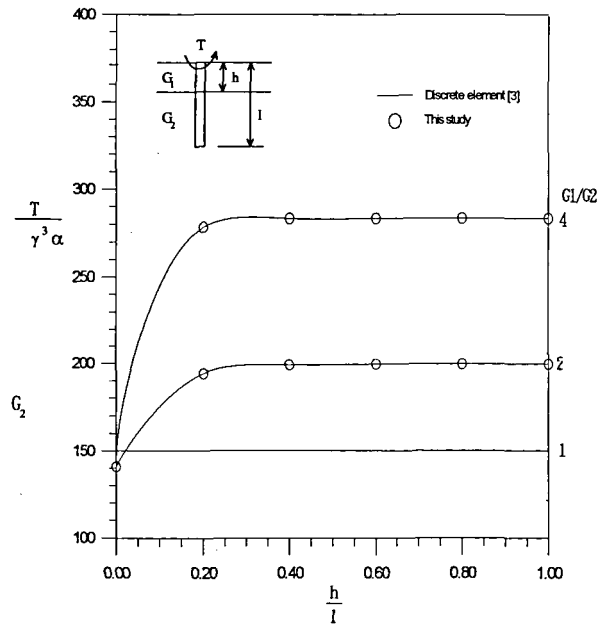 400
350
300
250
200
150
100
T
γ³ α
G₂
T
G₁
h
l
G₂
Discrete element [3]
This study
G1/G2
4
2
1
0.00 0.20 0.40 0.60 0.80 1.00
h
l